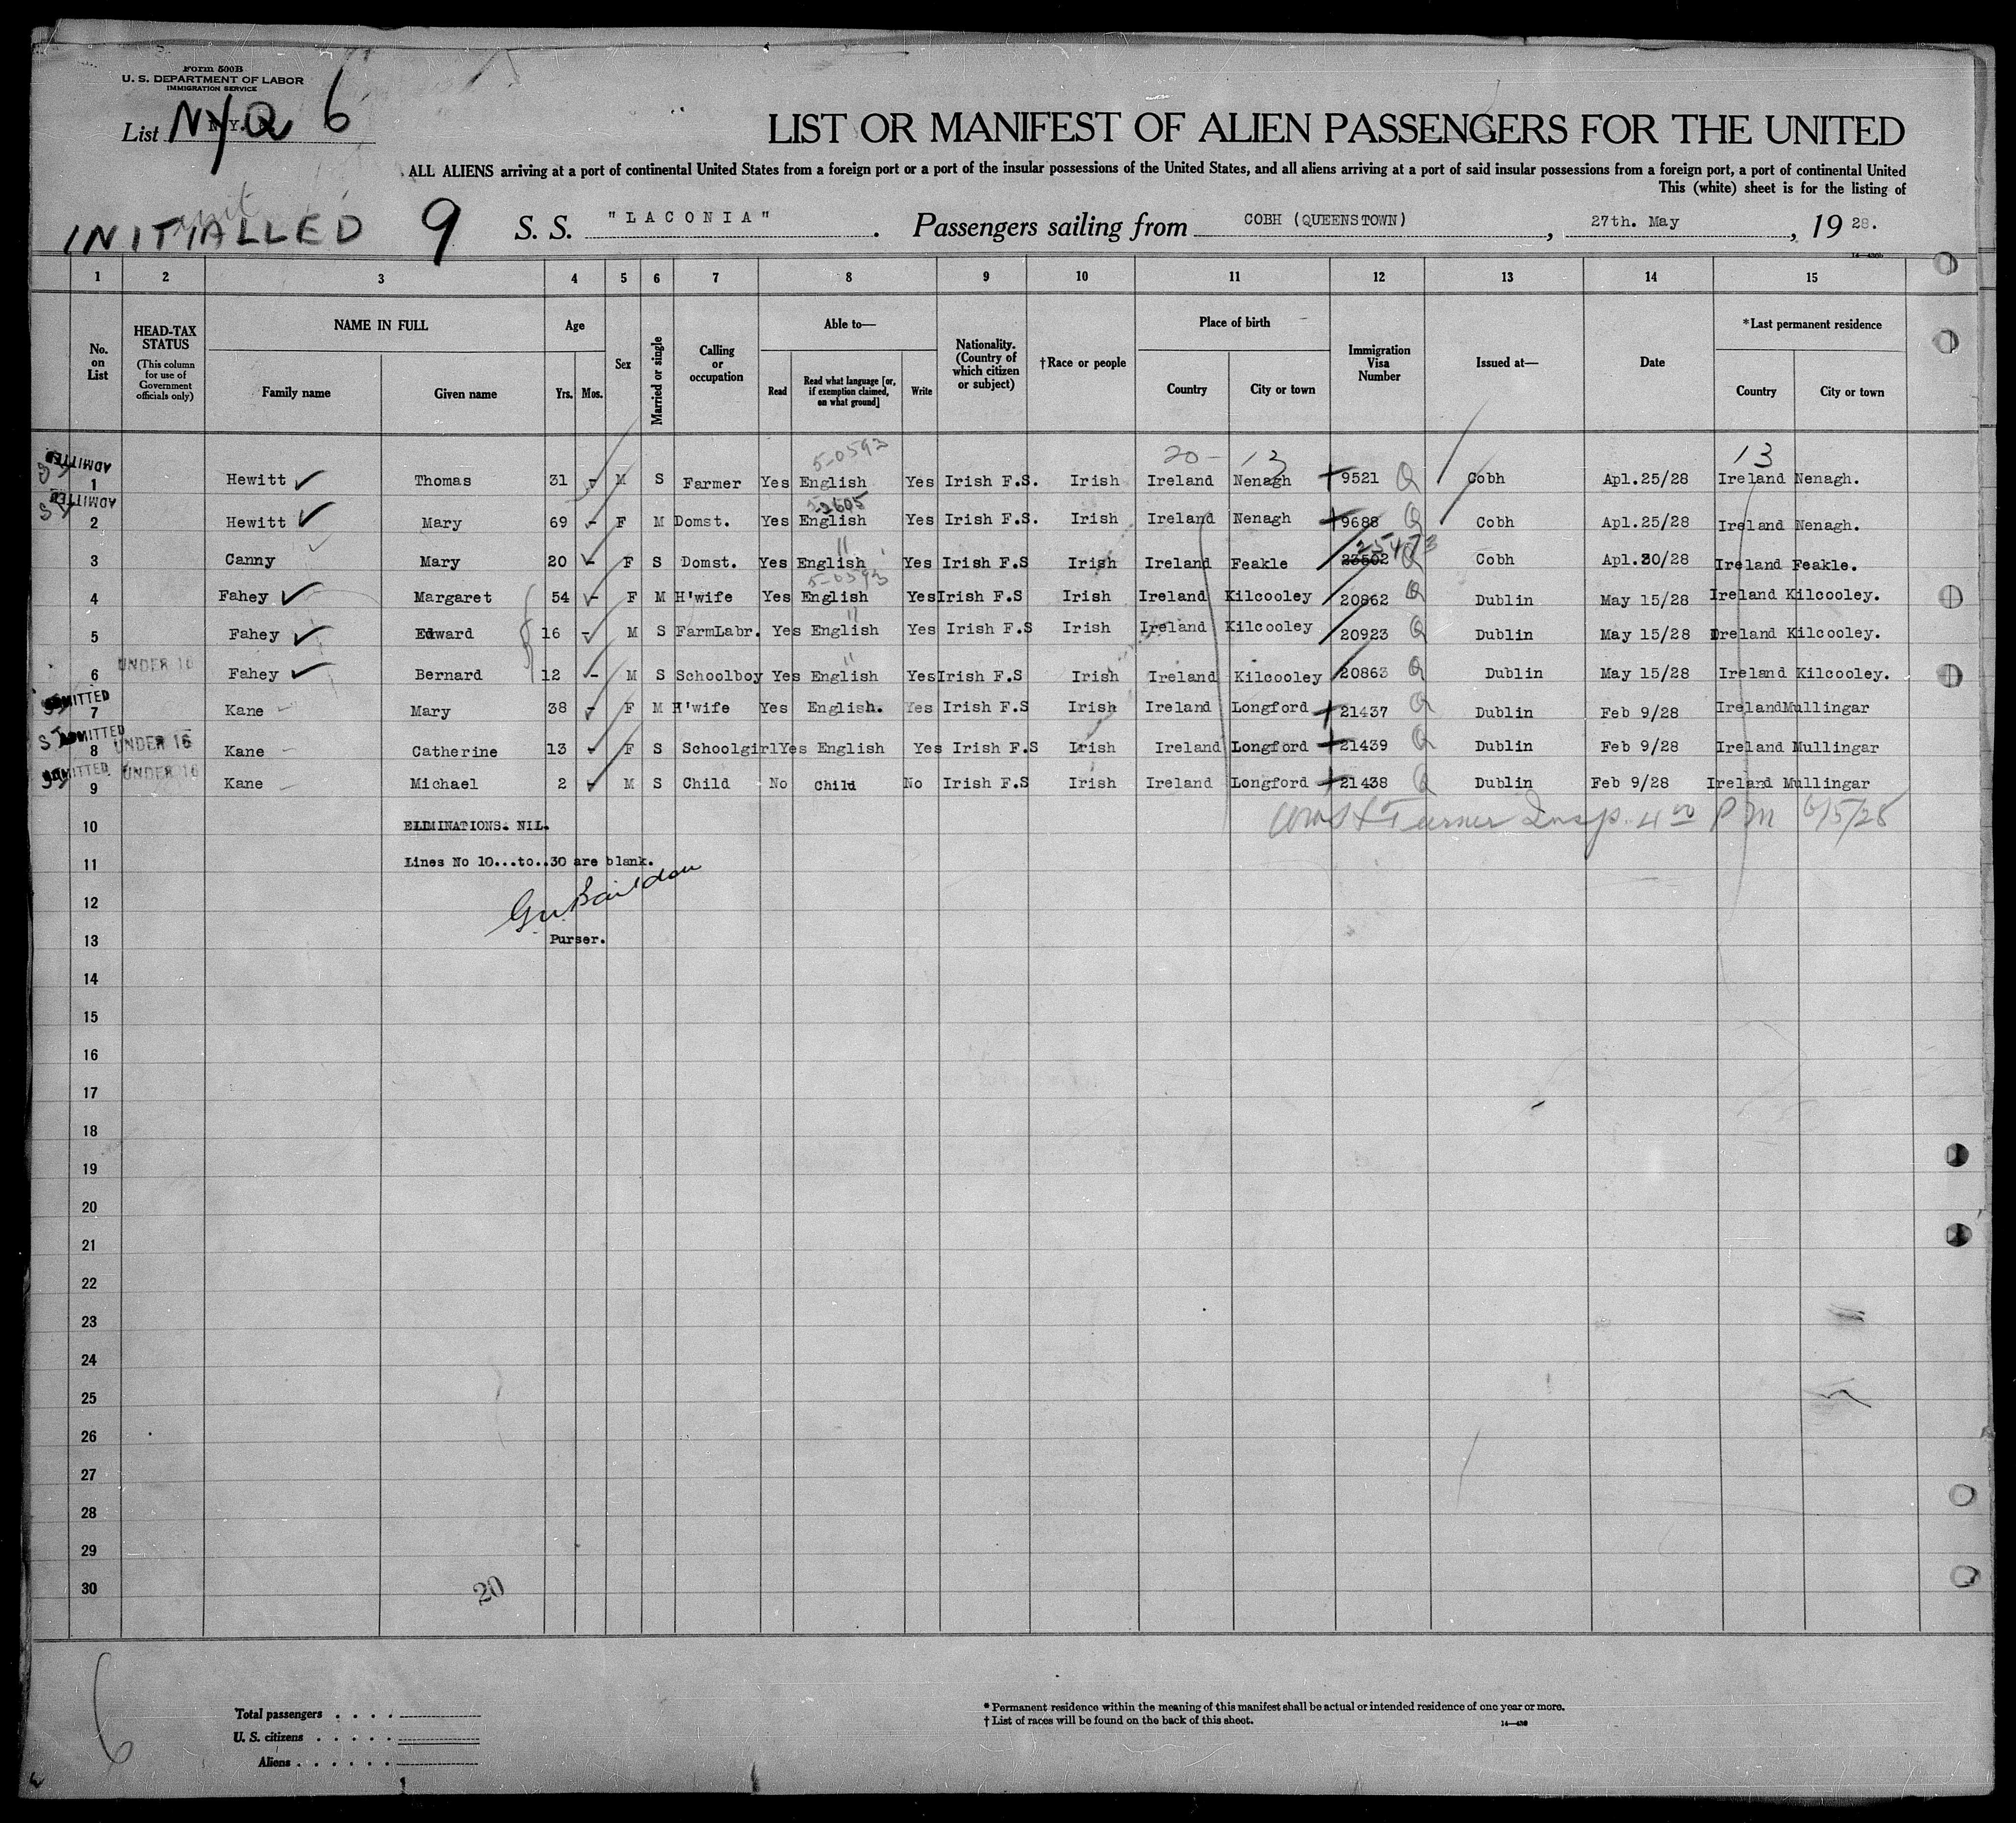 Form 500B
U. S. DEPARTMENT OF LABOR
IMMIGRATION SERVICE
List NYQ 6
LIST OR MANIFEST OF ALIEN PASSENGERS FOR THE UNITED
ALL ALIENS arriving at a port of continental United States from a foreign port or a port of the insular possessions of the United States, and all aliens arriving at a port of said insular possessions from a foreign port, a port of continental United
This (white) sheet is for the listing of
INITIALLED 9 S. S. "LACONIA". Passengers sailing from COBH (QUEENSTOWN), 27th. May, 19 28.
1 2 3 4 5 6 7 8 9 10 11 12 13 14 15
No. on List
HEAD-TAX STATUS
(This column for use of Government officials only)
NAME IN FULL
Family name Given name
Age
Yrs. Mos.
Sex
Married or single
Calling or occupation
Able to—
Read
Read what language [or, if exemption claimed, on what ground]
Write
Nationality. (Country of which citizen or subject)
†Race or people
Place of birth
Country City or town
Immigration Visa Number
Issued at—
Date
*Last permanent residence
Country City or town
5-0592 20- 13 13
ADMITTED 1 Hewitt Thomas 31 - M S Farmer Yes English Yes Irish F.S. Irish Ireland Nenagh 9521 Q Cobh Apl.25/28 Ireland Nenagh.
ADMITTED 2 Hewitt Mary 69 - F M Domst. Yes English Yes Irish F.S. Irish Ireland Nenagh 9688 Q Cobh Apl.25/28 Ireland Nenagh.
25473
3 Canny Mary 20 - F S Domst. Yes English Yes Irish F.S Irish Ireland Feakle 23502 Q Cobh Apl.30/28 Ireland Feakle.
5-0593
4 Fahey Margaret 54 - F M H'wife Yes English Yes Irish F.S Irish Ireland Kilcooley 20862 Q Dublin May 15/28 Ireland Kilcooley.
5 Fahey Edward 16 - M S FarmLabr. Yes English Yes Irish F.S Irish Ireland Kilcooley 20923 Q Dublin May 15/28 Ireland Kilcooley.
6 UNDER 16 Fahey Bernard 12 - M S Schoolboy Yes English Yes Irish F.S Irish Ireland Kilcooley 20863 Q Dublin May 15/28 Ireland Kilcooley.
ADMITTED 7 Kane Mary 38 - F M H'wife Yes English. Yes Irish F.S Irish Ireland Longford 21437 Q Dublin Feb 9/28 Ireland Mullingar
ADMITTED 8 UNDER 16 Kane Catherine 13 - F S Schoolgirl Yes English Yes Irish F.S Irish Ireland Longford 21439 Q Dublin Feb 9/28 Ireland Mullingar
ADMITTED 9 UNDER 16 Kane Michael 2 M S Child No Child No Irish F.S Irish Ireland Longford 21438 Q Dublin Feb 9/28 Ireland Mullingar
10 ELIMINATIONS. NIL. Turner Insp. 4 00 PM 6/5/28
11 Lines No 10...to..30 are blank.
12
13 Purser.
14
15
16
17
18
19
20
21
22
23
24
25
26
27
28
29
30 20
Total passengers
U. S. citizens
Aliens
* Permanent residence within the meaning of this manifest shall be actual or intended residence of one year or more.
† List of races will be found on the back of this sheet.